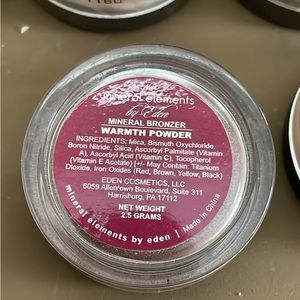 mineral elements
by Eden
MINERAL BRONZER
WARMTH POWDER
INGREDIENTS: Mica, Bismuth Oxychloride,
Boron Nitride, Silica, Ascorbyl Palmitate (Vitamin
A), Ascorbyl Acid (Vitamin C), Tocopherol
(Vitamin E Acetate) [+/- May Contain: Titanium
Dioxide, Iron Oxides (Red, Brown, Yellow, Black)]
EDEN COSMETICS, LLC
6059 Allentown Boulevard, Suite 311
Harrisburg, PA 17112
NET WEIGHT
2.5 GRAMS
mineral elements by eden | Made in China